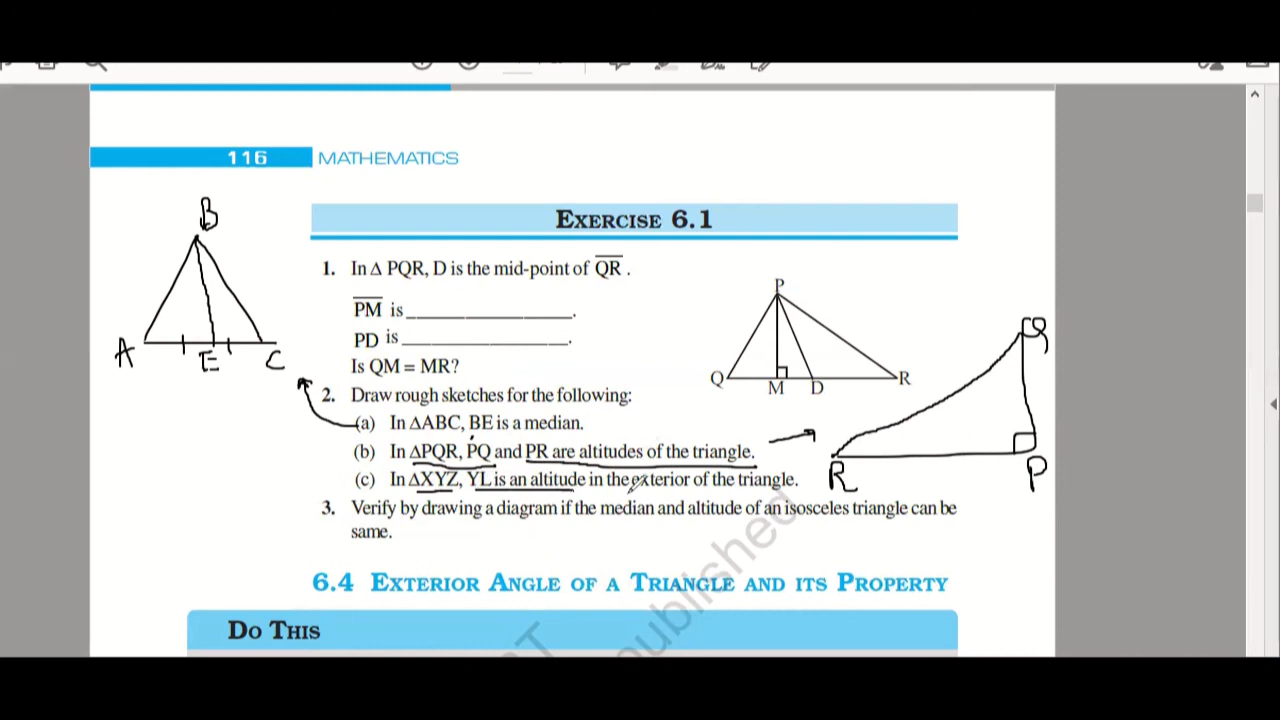 116 MATHEMATICS
EXERCISE 6.1
1. In Δ PQR, D is the mid-point of QR .
PM is ________________.
PD is ________________.
Is QM = MR?
P
Q M D R
2. Draw rough sketches for the following:
(a) In ΔABC, BE is a median.
(b) In ΔPQR, PQ and PR are altitudes of the triangle.
(c) In ΔXYZ, YL is an altitude in the exterior of the triangle.
3. Verify by drawing a diagram if the median and altitude of an isosceles triangle can be
same.
B
A E C
Q
R P
6.4 EXTERIOR ANGLE OF A TRIANGLE AND ITS PROPERTY
DO THIS
published